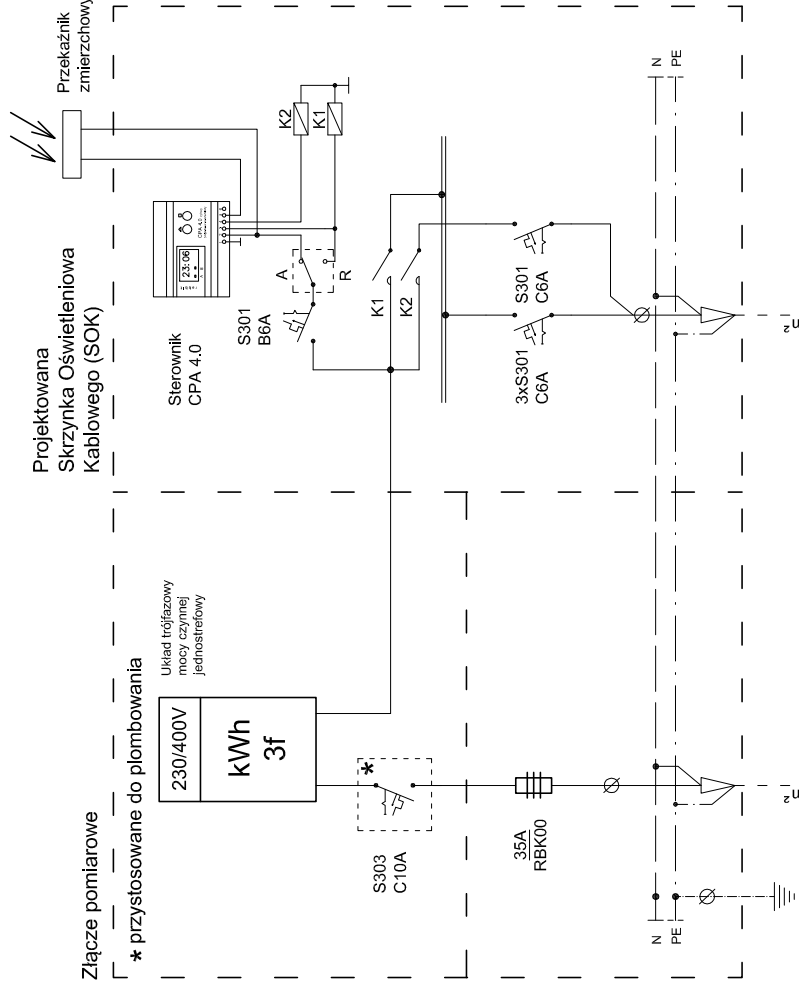 Złącze pomiarowe
* przystosowane do plombowania
230/400V
kWh
3f
Układ trójfazowy
mocy czynnej
jednostrefowy
*
S303
C10A
35A
RBK00
N
PE
Projektowana
Skrzynka Oświetleniowa
Kablowego (SOK)
Przekaźnik
zmierzchowy
Sterownik
CPA 4.0
23:06
CPA 4.0
S301
B6A
A
R
K2
K1
K1
K2
3xS301
C6A
S301
C6A
N
PE